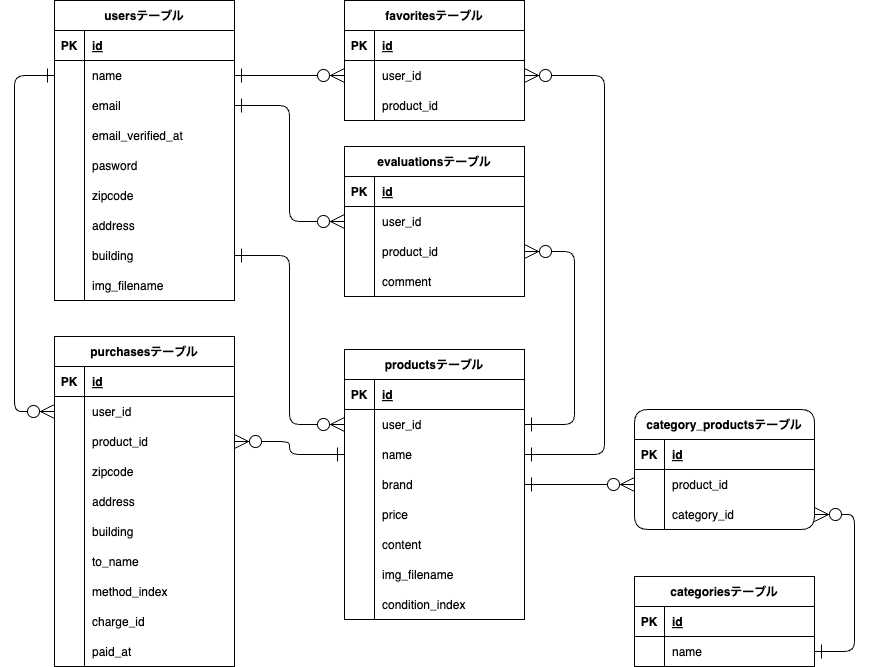 usersテーブル
PK id
name
email
email_verified_at
pasword
zipcode
address
building
img_filename
favoritesテーブル
PK id
user_id
product_id
evaluationsテーブル
PK id
user_id
product_id
comment
purchasesテーブル
PK id
user_id
product_id
zipcode
address
building
to_name
method_index
charge_id
paid_at
productsテーブル
PK id
user_id
name
brand
price
content
img_filename
condition_index
category_productsテーブル
PK id
product_id
category_id
categoriesテーブル
PK id
name